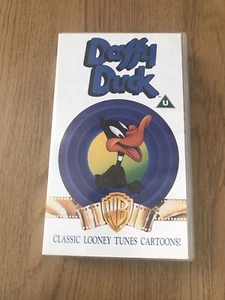 Daffy
Duck
U
WB
CLASSIC LOONEY TUNES CARTOONS!